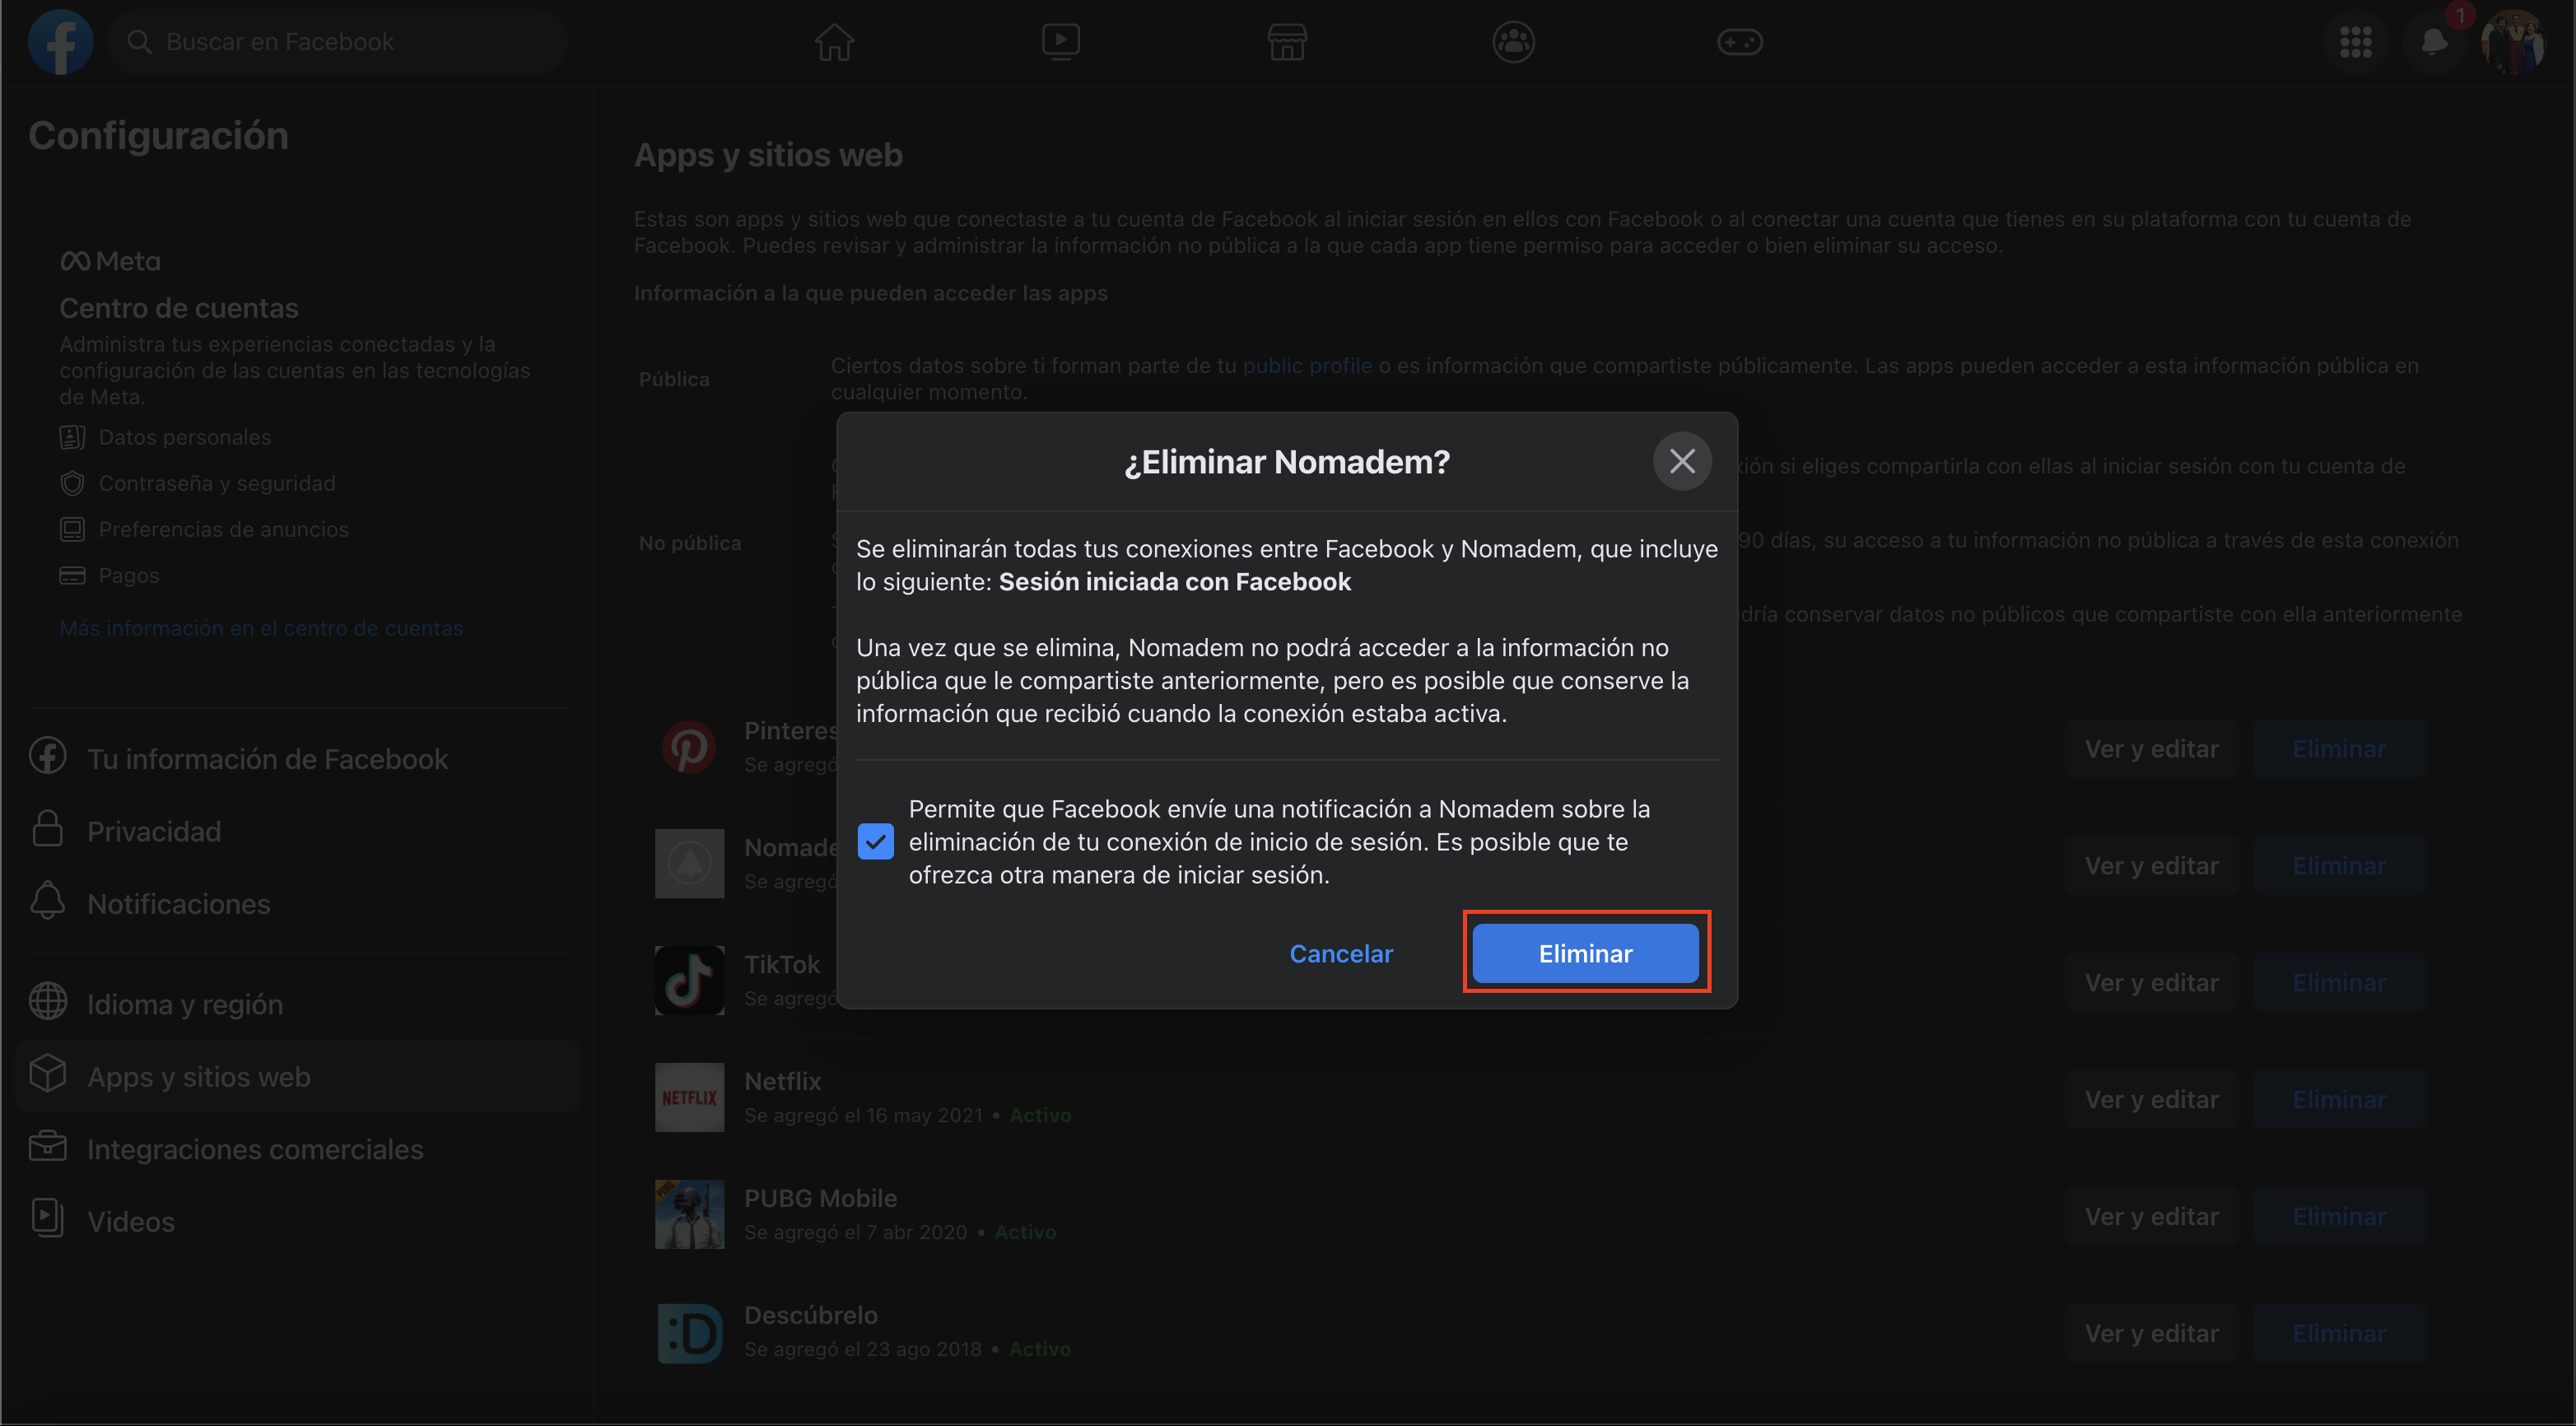 Buscar en Facebook
1
Configuración
Meta
Centro de cuentas
Administra tus experiencias conectadas y la
configuración de las cuentas en las tecnologías
de Meta.
Datos personales
Contraseña y seguridad
Preferencias de anuncios
Pagos
Más información en el centro de cuentas
Tu información de Facebook
Privacidad
Notificaciones
Idioma y región
Apps y sitios web
Integraciones comerciales
Videos
Apps y sitios web
Estas son apps y sitios web que conectaste a tu cuenta de Facebook al iniciar sesión en ellos con Facebook o al conectar una cuenta que tienes en su plataforma con tu cuenta de
Facebook. Puedes revisar y administrar la información no pública a la que cada app tiene permiso para acceder o bien eliminar su acceso.
Información a la que pueden acceder las apps
Pública
Ciertos datos sobre ti forman parte de tu public profile o es información que compartiste públicamente. Las apps pueden acceder a esta información pública en
cualquier momento.
No pública
si eliges compartirla con ellas al iniciar sesión con tu cuenta de
90 días, su acceso a tu información no pública a través de esta conexión
conservar datos no públicos que compartiste con ella anteriormente
¿Eliminar Nomadem?
Se eliminarán todas tus conexiones entre Facebook y Nomadem, que incluye
lo siguiente: Sesión iniciada con Facebook
Una vez que se elimina, Nomadem no podrá acceder a la información no
pública que le compartiste anteriormente, pero es posible que conserve la
información que recibió cuando la conexión estaba activa.
Permite que Facebook envíe una notificación a Nomadem sobre la
eliminación de tu conexión de inicio de sesión. Es posible que te
ofrezca otra manera de iniciar sesión.
Cancelar
Eliminar
Pinteres
Se agregó
Ver y editar
Eliminar
Nomade
Se agregó
Ver y editar
Eliminar
TikTok
Se agregó
Ver y editar
Eliminar
NETFLIX
Netflix
Se agregó el 16 may 2021 • Activo
Ver y editar
Eliminar
PUBG
PUBG Mobile
Se agregó el 7 abr 2020 • Activo
Ver y editar
Eliminar
:D
Descúbrelo
Se agregó el 23 ago 2018 • Activo
Ver y editar
Eliminar